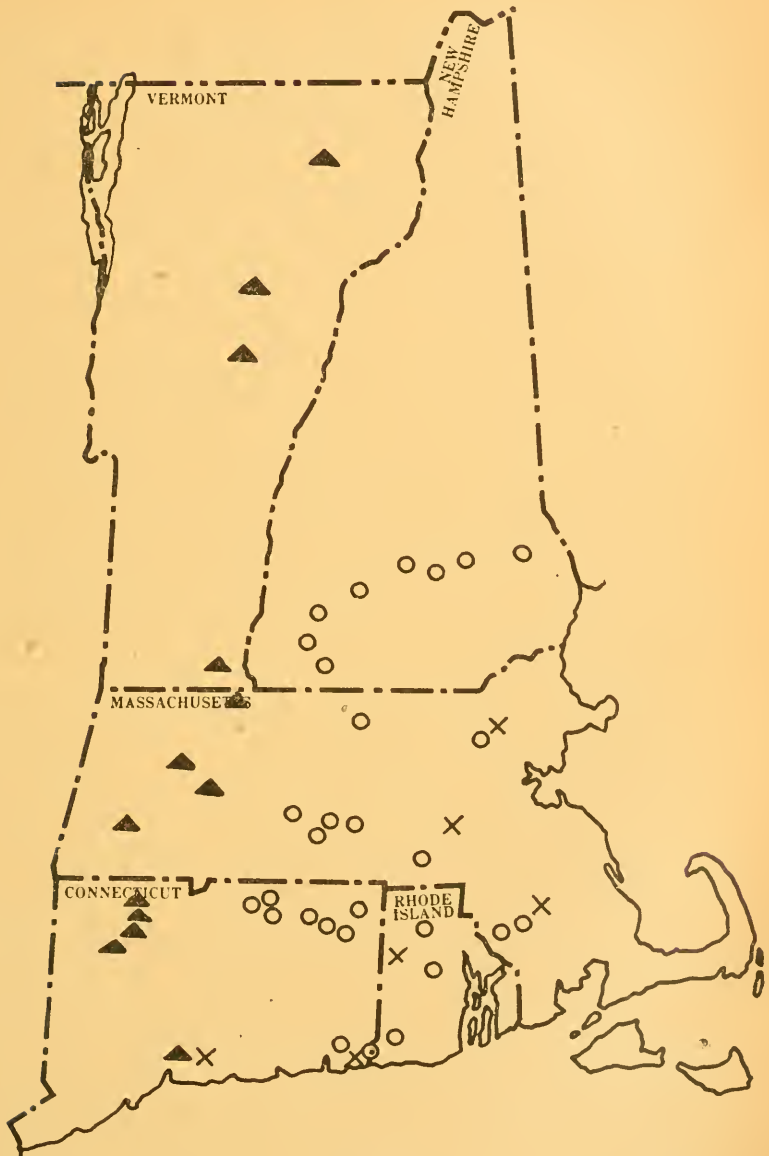 NEW
HAMPSHIRE
VERMONT
MASSACHUSETTS
CONNECTICUT
RHODE
ISLAND